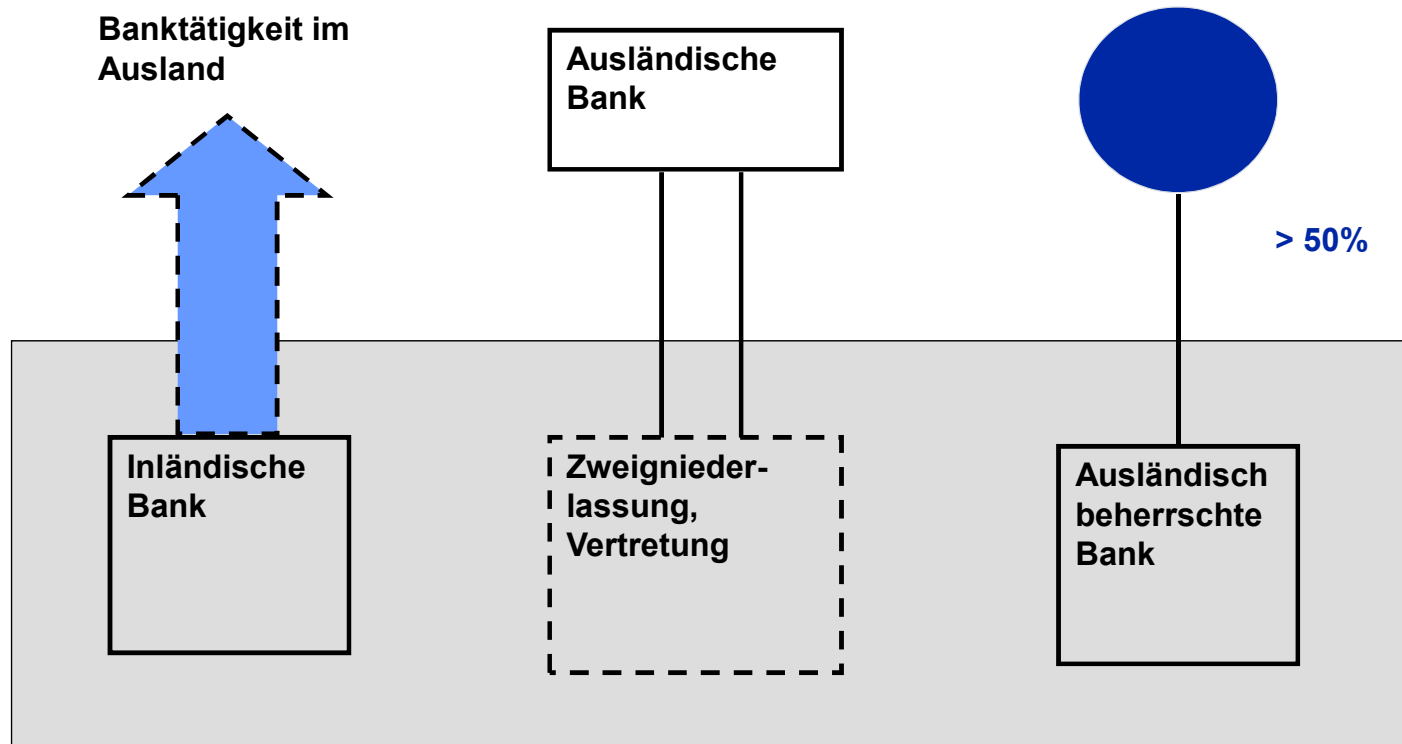 Banktätigkeit im
Ausland
Ausländische
Bank
> 50%
Inländische
Bank
Zweignieder-
lassung,
Vertretung
Ausländisch
beherrschte
Bank